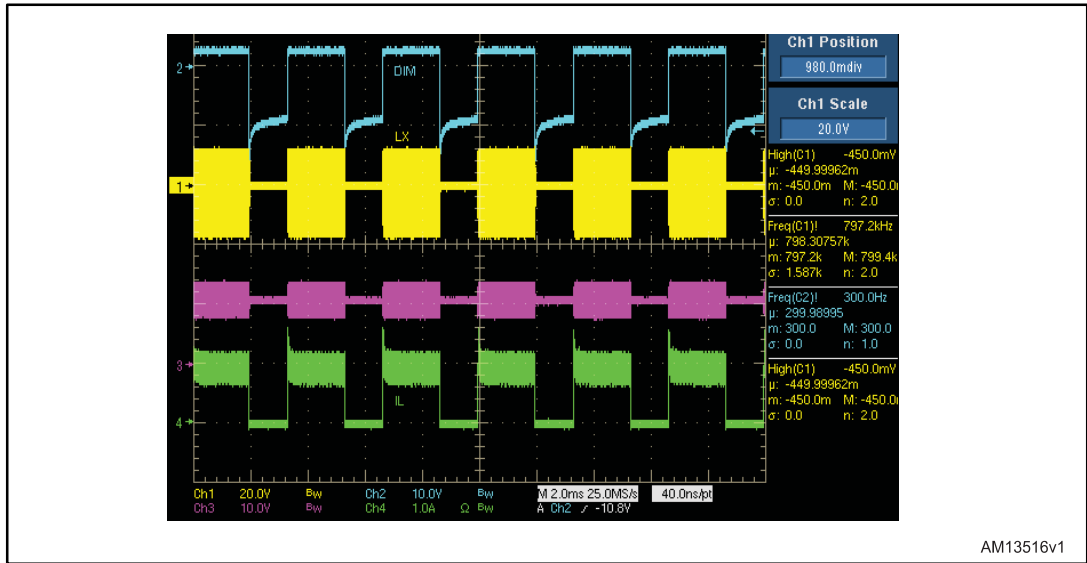 Ch1 Position
980.0mdiv
Ch1 Scale
20.0V
2
DIM
LX
1
3
IL
4
High(C1) -450.0mV
µ: -449.99962m
m: -450.0m M: -450.0
σ: 0.0 n: 2.0
Freq(C1)! 797.2kHz
µ: 798.30757k
m: 797.2k M: 799.4k
σ: 1.587k n: 2.0
Freq(C2)! 300.0Hz
µ: 299.98995
m: 300.0 M: 300.0
σ: 0.0 n: 1.0
High(C1) -450.0mV
µ: -449.99962m
m: -450.0m M: -450.0
σ: 0.0 n: 2.0
Ch1 20.0V Bw Ch2 10.0V Bw M 2.0ms 25.0MS/s 40.0ns/pt
Ch3 10.0V Bw Ch4 1.0A Ω Bw A Ch2 ∕ -10.8V
AM13516v1